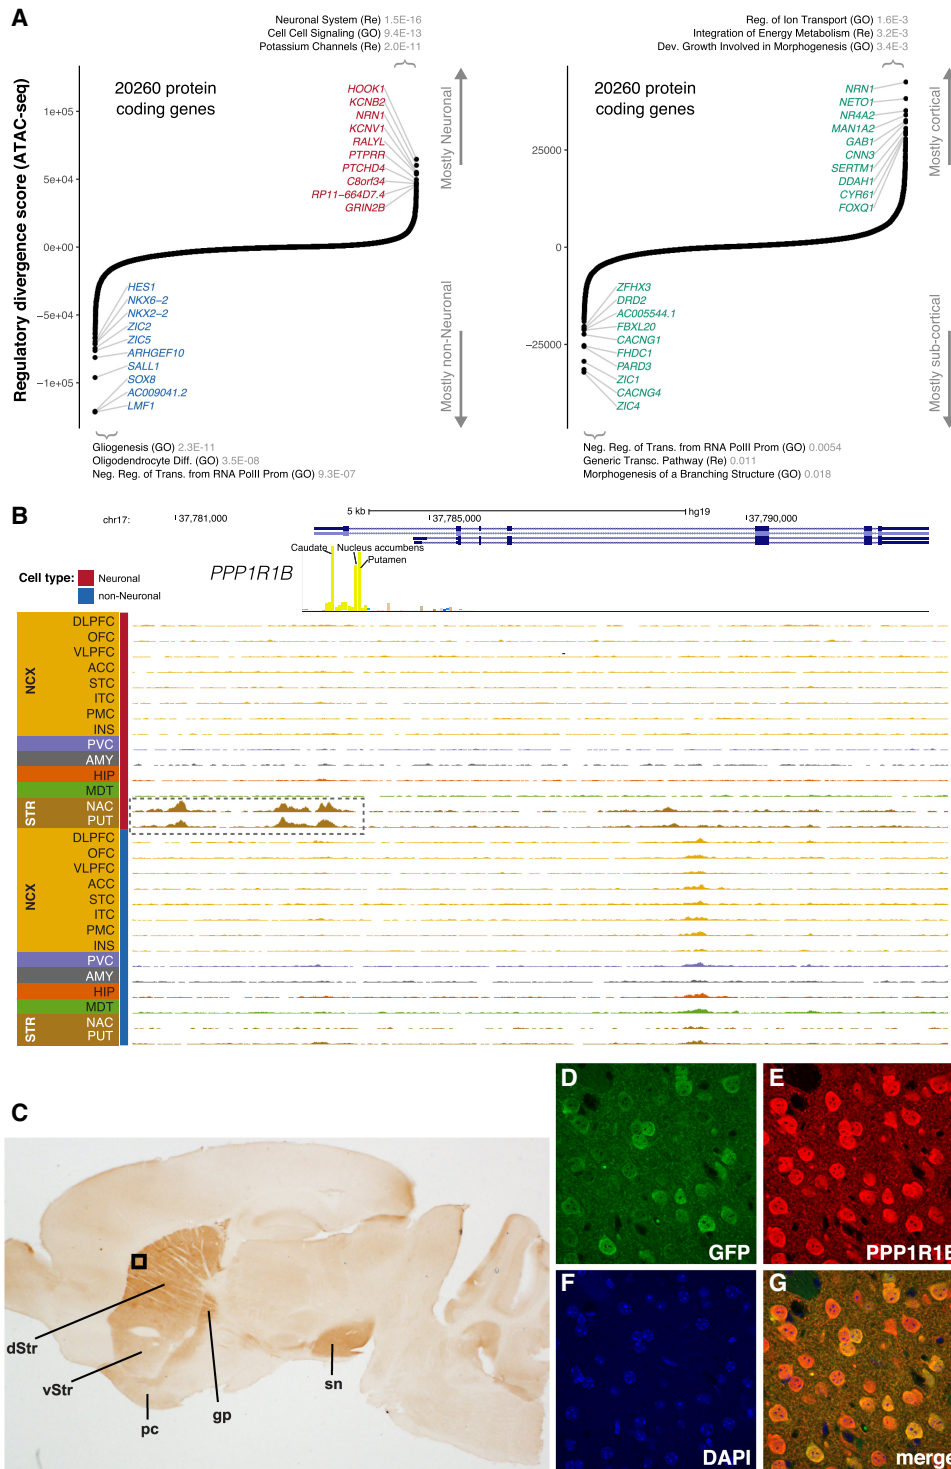 A
Neuronal System (Re) 1.5E-16
Cell Cell Signaling (GO) 9.4E-13
Potassium Channels (Re) 2.0E-11
Regulatory divergence score (ATAC-seq)
20260 protein
coding genes
1e+05
5e+04
0e+00
−5e+04
−1e+05
HOOK1
KCNB2
NRN1
KCNV1
RALYL
PTPRR
PTCHD4
C8orf34
RP11−664D7.4
GRIN2B
Mostly Neuronal
HES1
NKX6−2
NKX2−2
ZIC2
ZIC5
ARHGEF10
SALL1
SOX8
AC009041.2
LMF1
Mostly non-Neuronal
Gliogenesis (GO) 2.3E-11
Oligodendrocyte Diff. (GO) 3.5E-08
Neg. Reg. of Trans. from RNA PolII Prom (GO) 9.3E-07
Reg. of Ion Transport (GO) 1.6E-3
Integration of Energy Metabolism (Re) 3.2E-3
Dev. Growth Involved in Morphogenesis (GO) 3.4E-3
20260 protein
coding genes
25000
0
−25000
NRN1
NETO1
NR4A2
MAN1A2
GAB1
CNN3
SERTM1
DDAH1
CYR61
FOXQ1
Mostly cortical
ZFHX3
DRD2
AC005544.1
FBXL20
CACNG1
FHDC1
PARD3
ZIC1
CACNG4
ZIC4
Mostly sub-cortical
Neg. Reg. of Trans. from RNA PolII Prom (GO) 0.0054
Generic Transc. Pathway (Re) 0.011
Morphogenesis of a Branching Structure (GO) 0.018
B
5 kb hg19
chr17: 37,781,000 37,785,000 37,790,000
Caudate Nucleus accumbens
Putamen
PPP1R1B
Cell type: Neuronal
non-Neuronal
NCX
DLPFC
OFC
VLPFC
ACC
STC
ITC
PMC
INS
PVC
AMY
HIP
MDT
STR
NAC
PUT
NCX
DLPFC
OFC
VLPFC
ACC
STC
ITC
PMC
INS
PVC
AMY
HIP
MDT
STR
NAC
PUT
C
dStr
vStr
pc
gp
sn
D
GFP
E
PPP1R1B
F
DAPI
G
merge